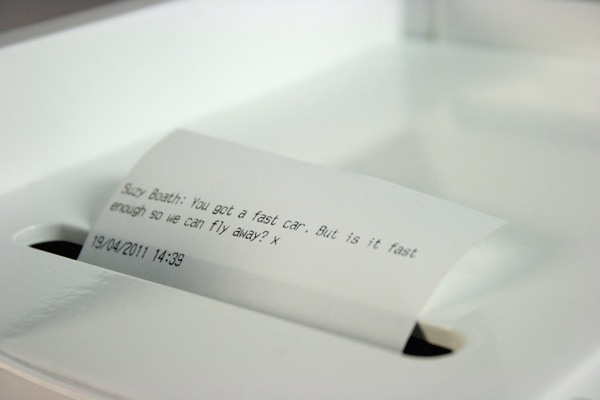 Suzy Boath: You got a fast car. But is it fast
enough so we can fly away? x
19/04/2011 14:39